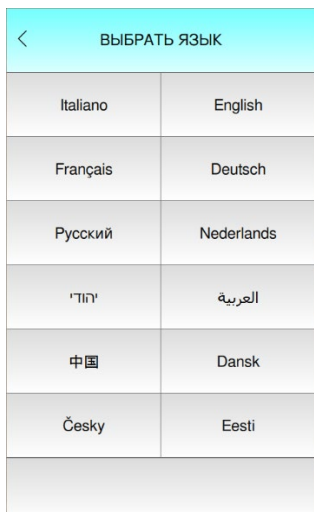 ВЫБРАТЬ ЯЗЫК
Italiano
English
Français
Deutsch
Русский
Nederlands
יהודי
العربية
中国
Dansk
Česky
Eesti